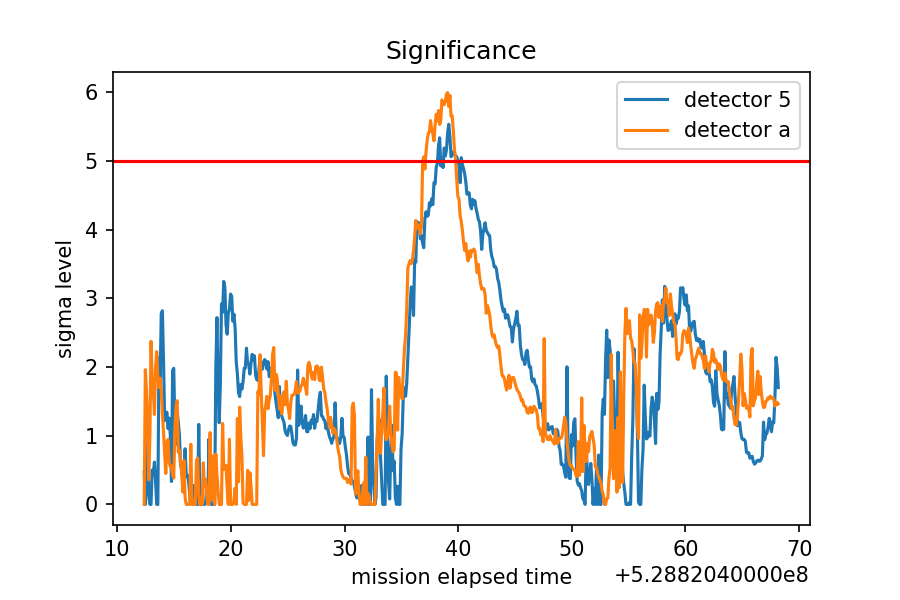 Significance
detector 5
detector a
6
5
4
3
2
1
0
sigma level
10 20 30 40 50 60 70
mission elapsed time
+5.2882040000e8